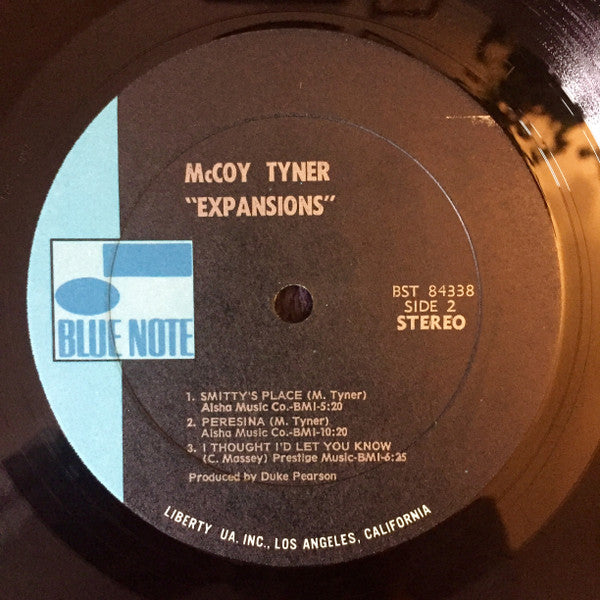 McCOY TYNER
"EXPANSIONS"
BLUE NOTE
BST 84338
SIDE 2
STEREO
1. SMITTY'S PLACE (M. Tyner)
Aisha Music Co.-BMI-5:20
2. PERESINA (M. Tyner)
Aisha Music Co.-BMI-10:20
3. I THOUGHT I'D LET YOU KNOW
(C. Massey) Prestige Music-BMI-6:25
Produced by Duke Pearson
LIBERTY UA, INC., LOS ANGELES, CALIFORNIA